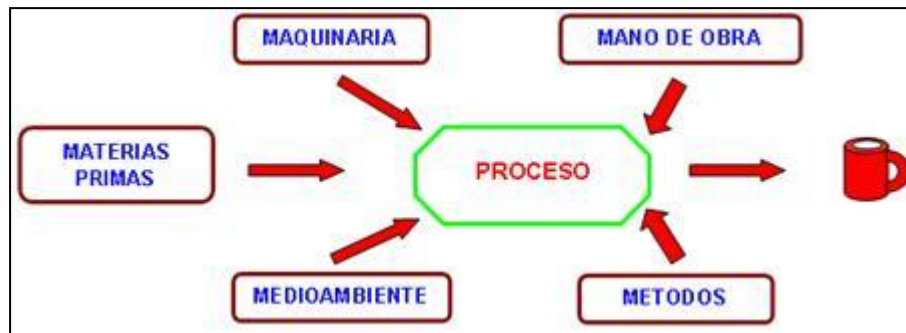 MAQUINARIA
MANO DE OBRA
MATERIAS
PRIMAS
PROCESO
MEDIOAMBIENTE
METODOS